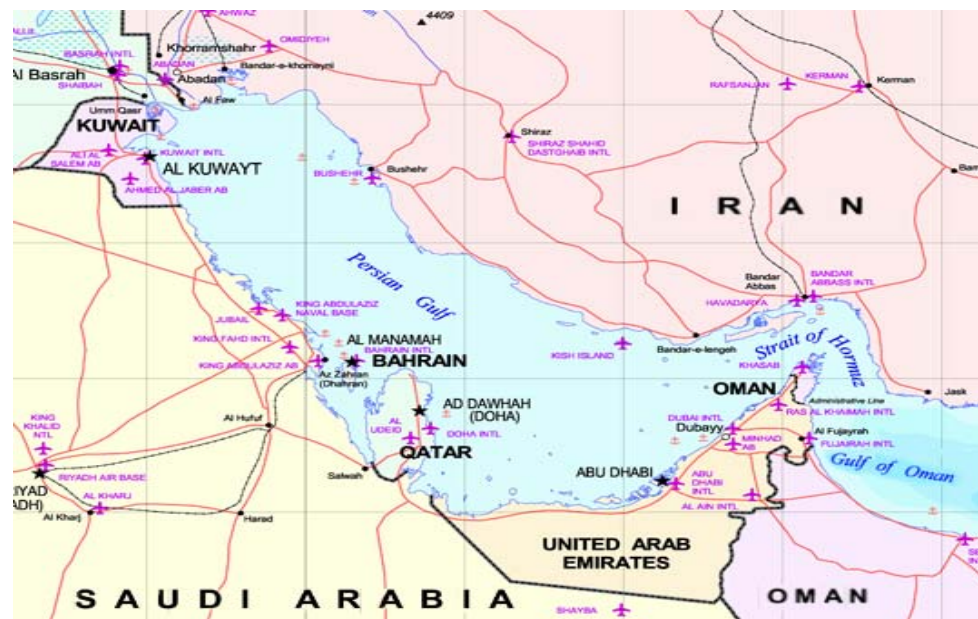 AHWAZ
4409
OMIDIYEH
Khorramshahr
BASRAH INTL
ABADAN
Bandar-e-khomayni
Al Basrah
SHAIBAH
Abadan
Al Faw
Umm Qasr
KUWAIT
RAFSANJAN
KERMAN
Kerman
Shiraz
SHIRAZ SHAHID
DASTGHAIB INTL
KUWAIT INTL
ALI AL
SALEM AB
AL KUWAYT
AHMED AL JABER AB
BUSHEHR
Bushehr
IRAN
Persian Gulf
Bandar
Abbas
BANDAR
ABBASS INTL
HAVADARYA
KING ABDULAZIZ
NAVAL BASE
JUBAIL
Strait of Hormuz
KING FAHD INTL
AL MANAMAH
BAHRAIN INTL
BAHRAIN
KISH ISLAND
Bandar-e-lengeh
KHASAB
KING ABDULAZIZ AB
Az Zahran
(Dhahran)
OMAN
Jask
Administrative Line
RAS AL KHAIMAH INTL
KING
KHALID
Al Hufuf
AD DAWHAH
(DOHA)
AL
UDEID
DOHA INTL
DUBAI INTL
Dubayy
MINHAD
AB
Al Fujayrah
FUJAIRAH INTL
QATAR
Gulf of Oman
RIYADH AIR BASE
Salwah
ABU DHABI
ABU
DHABI
INTL
AL KHARJ
AL AIN INTL
Al Kharj
Harad
UNITED ARAB
EMIRATES
SAUDI ARABIA
OMAN
SHAYBA